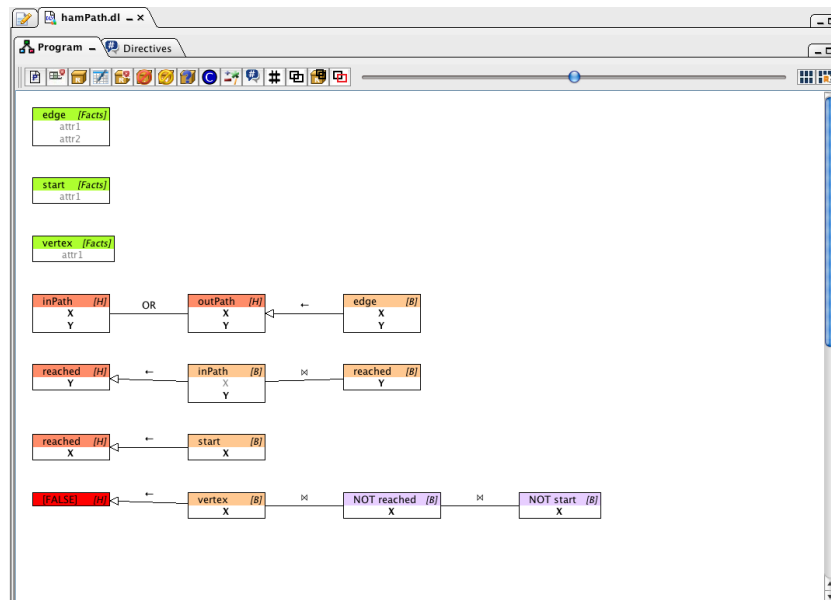 hamPath.dl
Program
Directives
edge [Facts]
attr1
attr2
start [Facts]
attr1
vertex [Facts]
attr1
inPath [H] OR outPath [H] ← edge [B]
X X X
Y Y Y
reached [H] ← inPath [B] ⋈ reached [B]
Y X Y
Y
reached [H] ← start [B]
X X
[FALSE] [H] ← vertex [B] ⋈ NOT reached [B] ⋈ NOT start [B]
X X X